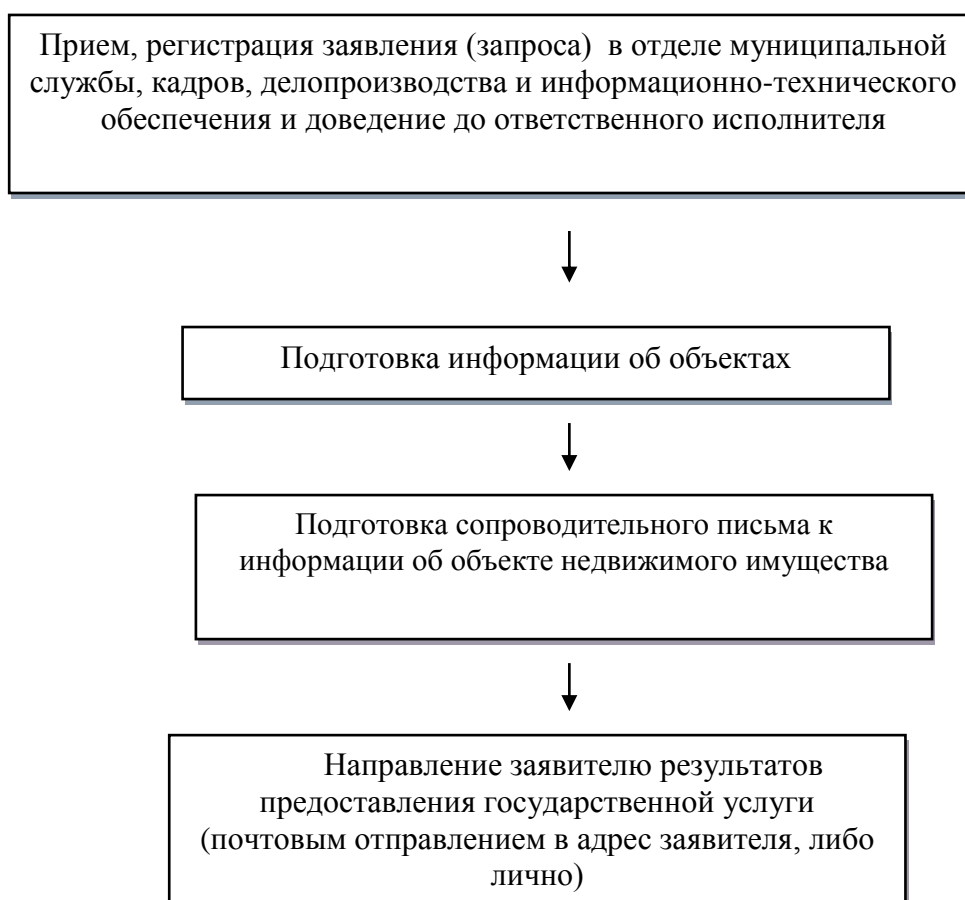 Прием, регистрация заявления (запроса) в отделе муниципальной
службы, кадров, делопроизводства и информационно-технического
обеспечения и доведение до ответственного исполнителя
Подготовка информации об объектах
Подготовка сопроводительного письма к
информации об объекте недвижимого имущества
Направление заявителю результатов
предоставления государственной услуги
(почтовым отправлением в адрес заявителя, либо
лично)